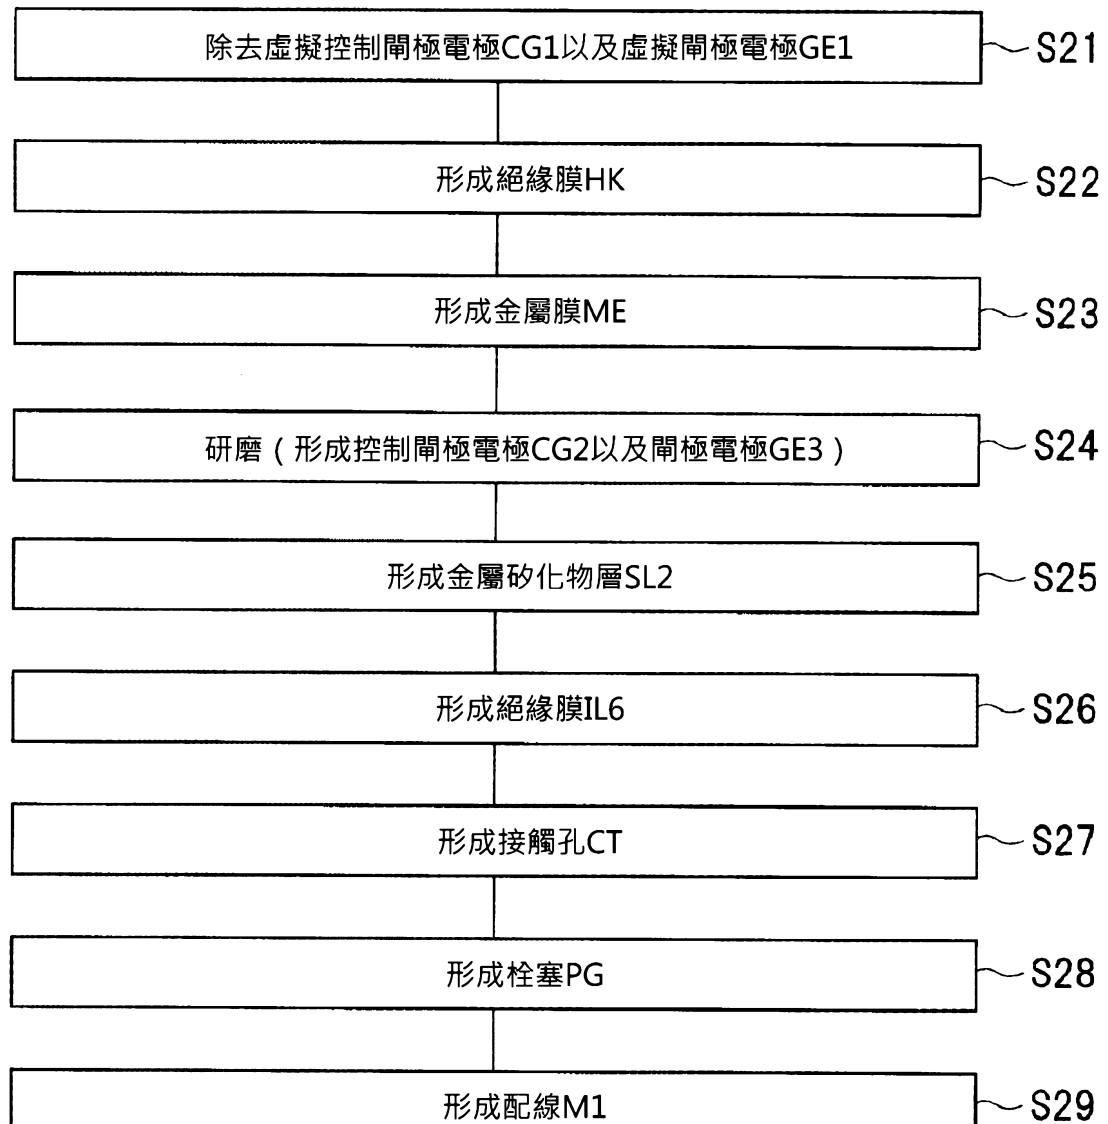 除去虛擬控制閘極電極CG1以及虛擬閘極電極GE1 S21
形成絕緣膜HK S22
形成金屬膜ME S23
研磨（形成控制閘極電極CG2以及閘極電極GE3） S24
形成金屬矽化物層SL2 S25
形成絕緣膜IL6 S26
形成接觸孔CT S27
形成栓塞PG S28
形成配線M1 S29